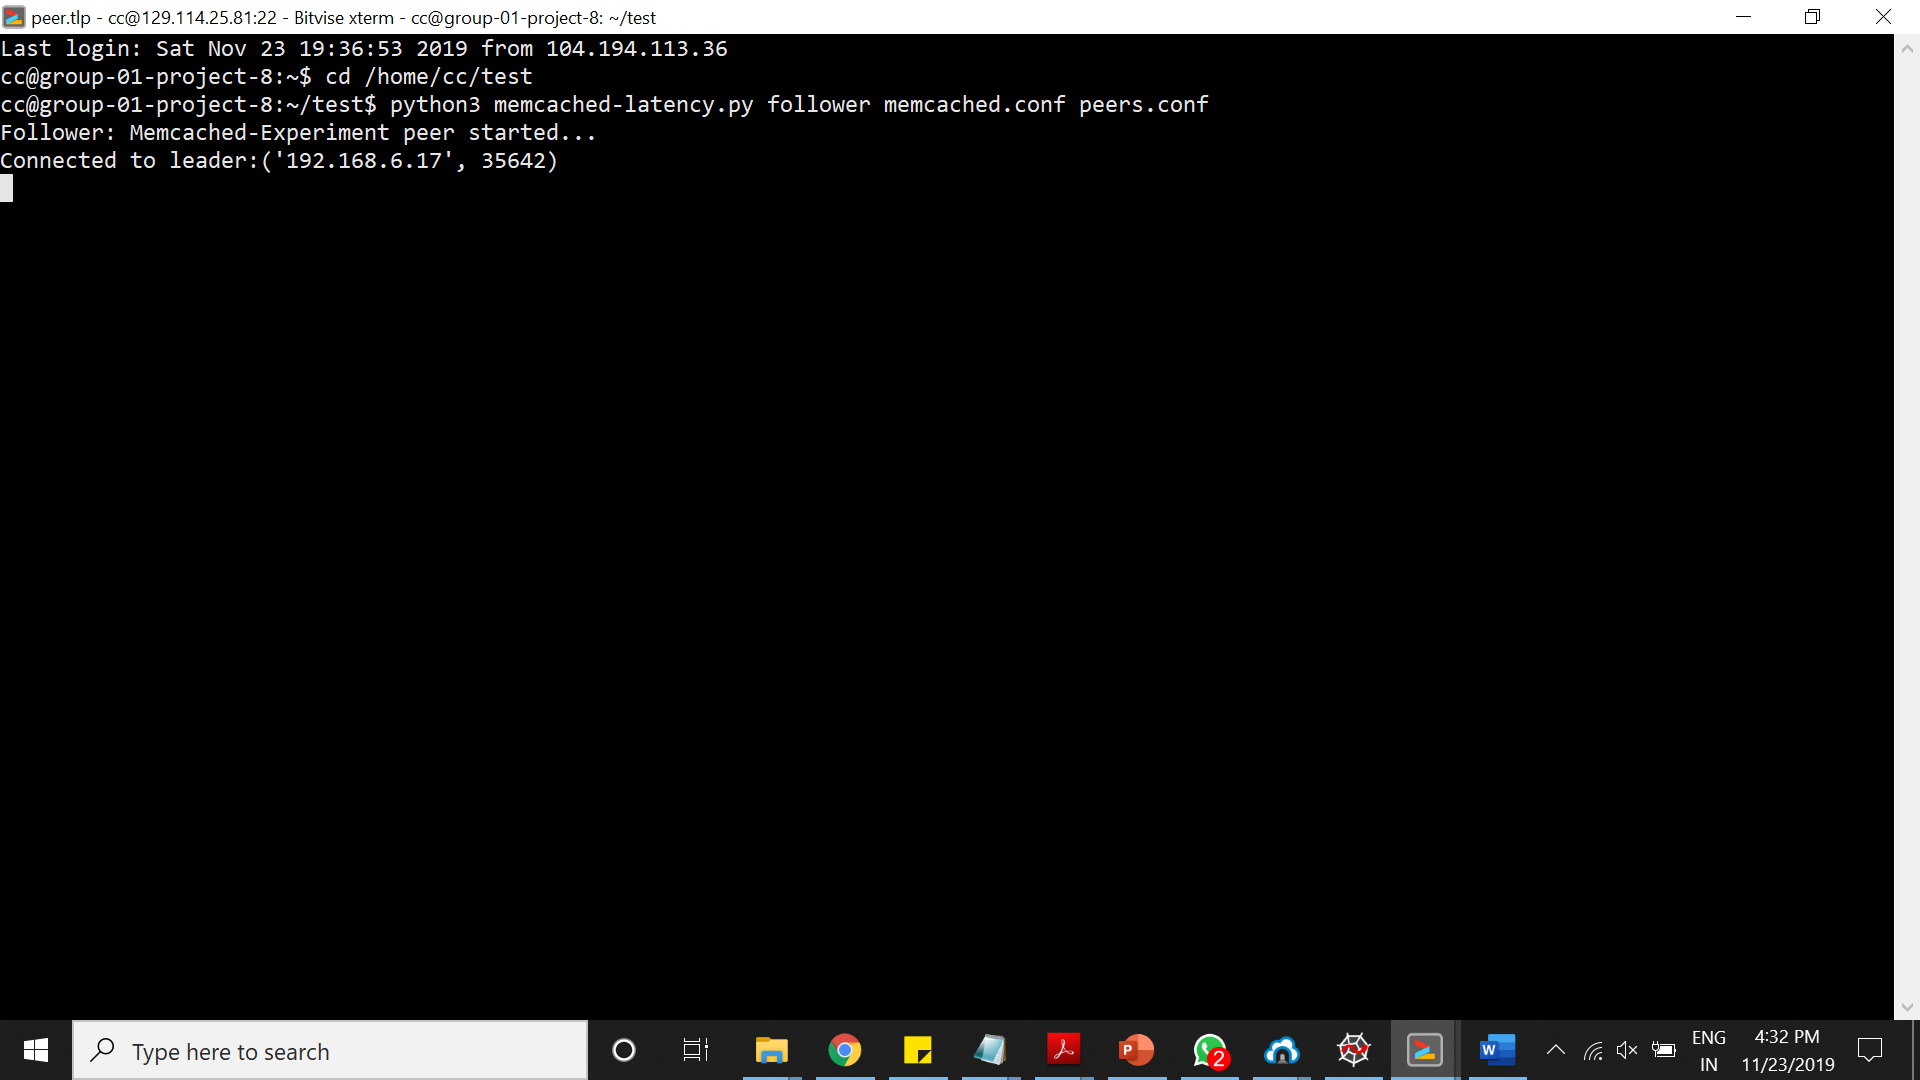 peer.tlp - cc@129.114.25.81:22 - Bitvise xterm - cc@group-01-project-8: ~/test
Last login: Sat Nov 23 19:36:53 2019 from 104.194.113.36
cc@group-01-project-8:~$ cd /home/cc/test
cc@group-01-project-8:~/test$ python3 memcached-latency.py follower memcached.conf peers.conf
Follower: Memcached-Experiment peer started...
Connected to leader:('192.168.6.17', 35642)
Type here to search
P
2
W
ENG
IN
4:32 PM
11/23/2019